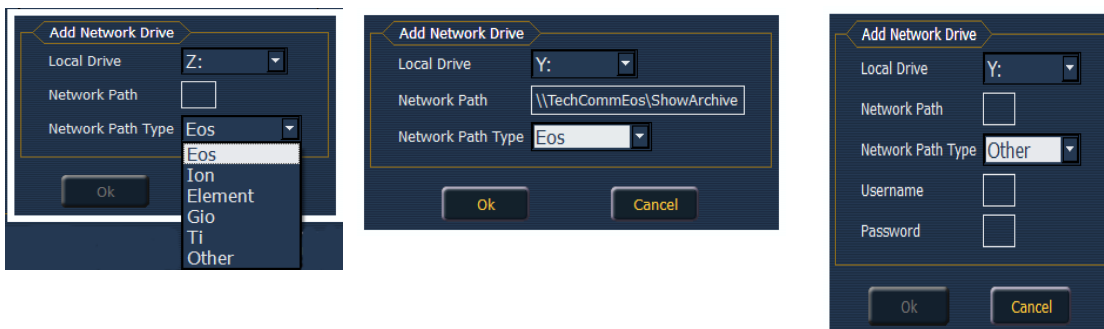 Add Network Drive
Local Drive Z:
Network Path
Network Path Type Eos
Eos
Ion
Element
Gio
Ti
Other
Ok
Add Network Drive
Local Drive Y:
Network Path \\TechCommEos\ShowArchive
Network Path Type Eos
Ok Cancel
Add Network Drive
Local Drive Y:
Network Path
Network Path Type Other
Username
Password
Ok Cancel